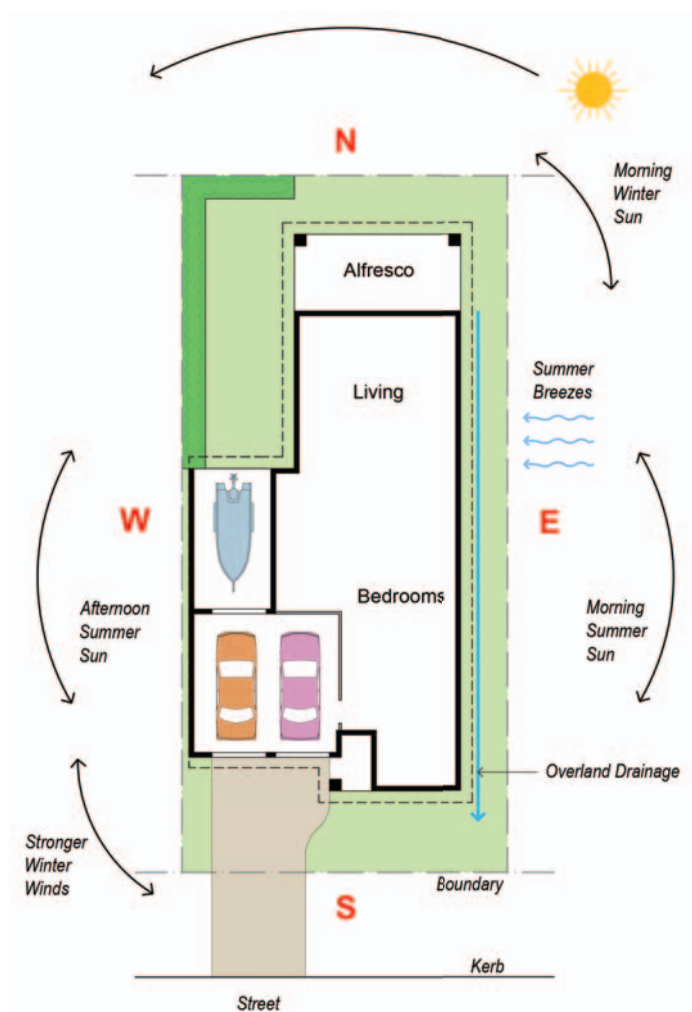 N
Morning
Winter
Sun
Alfresco
Living
Summer
Breezes
W
E
Bedrooms
Afternoon
Summer
Sun
Morning
Summer
Sun
Overland Drainage
Stronger
Winter
Winds
Boundary
S
Kerb
Street